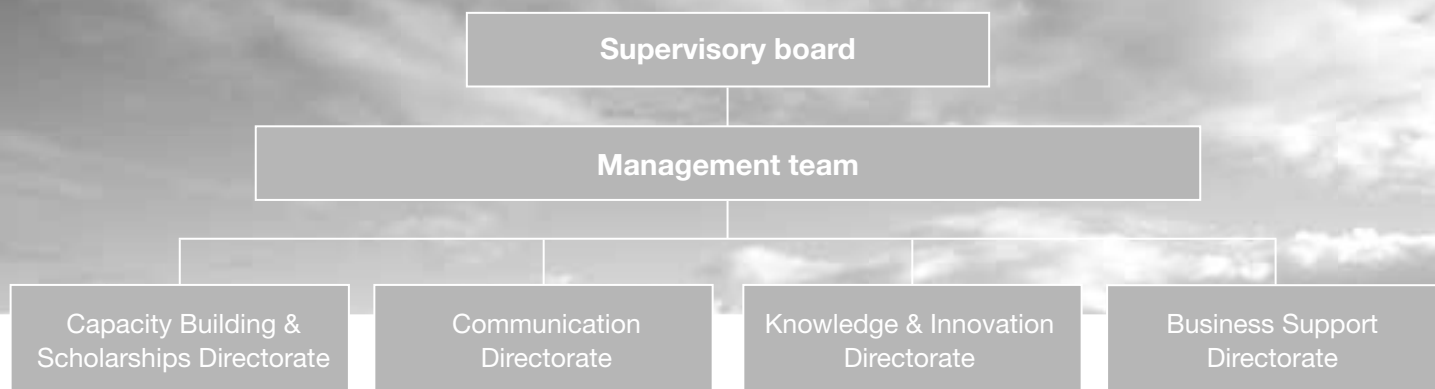 Supervisory board
Management team
Capacity Building &
Scholarships Directorate
Communication
Directorate
Knowledge & Innovation
Directorate
Business Support
Directorate